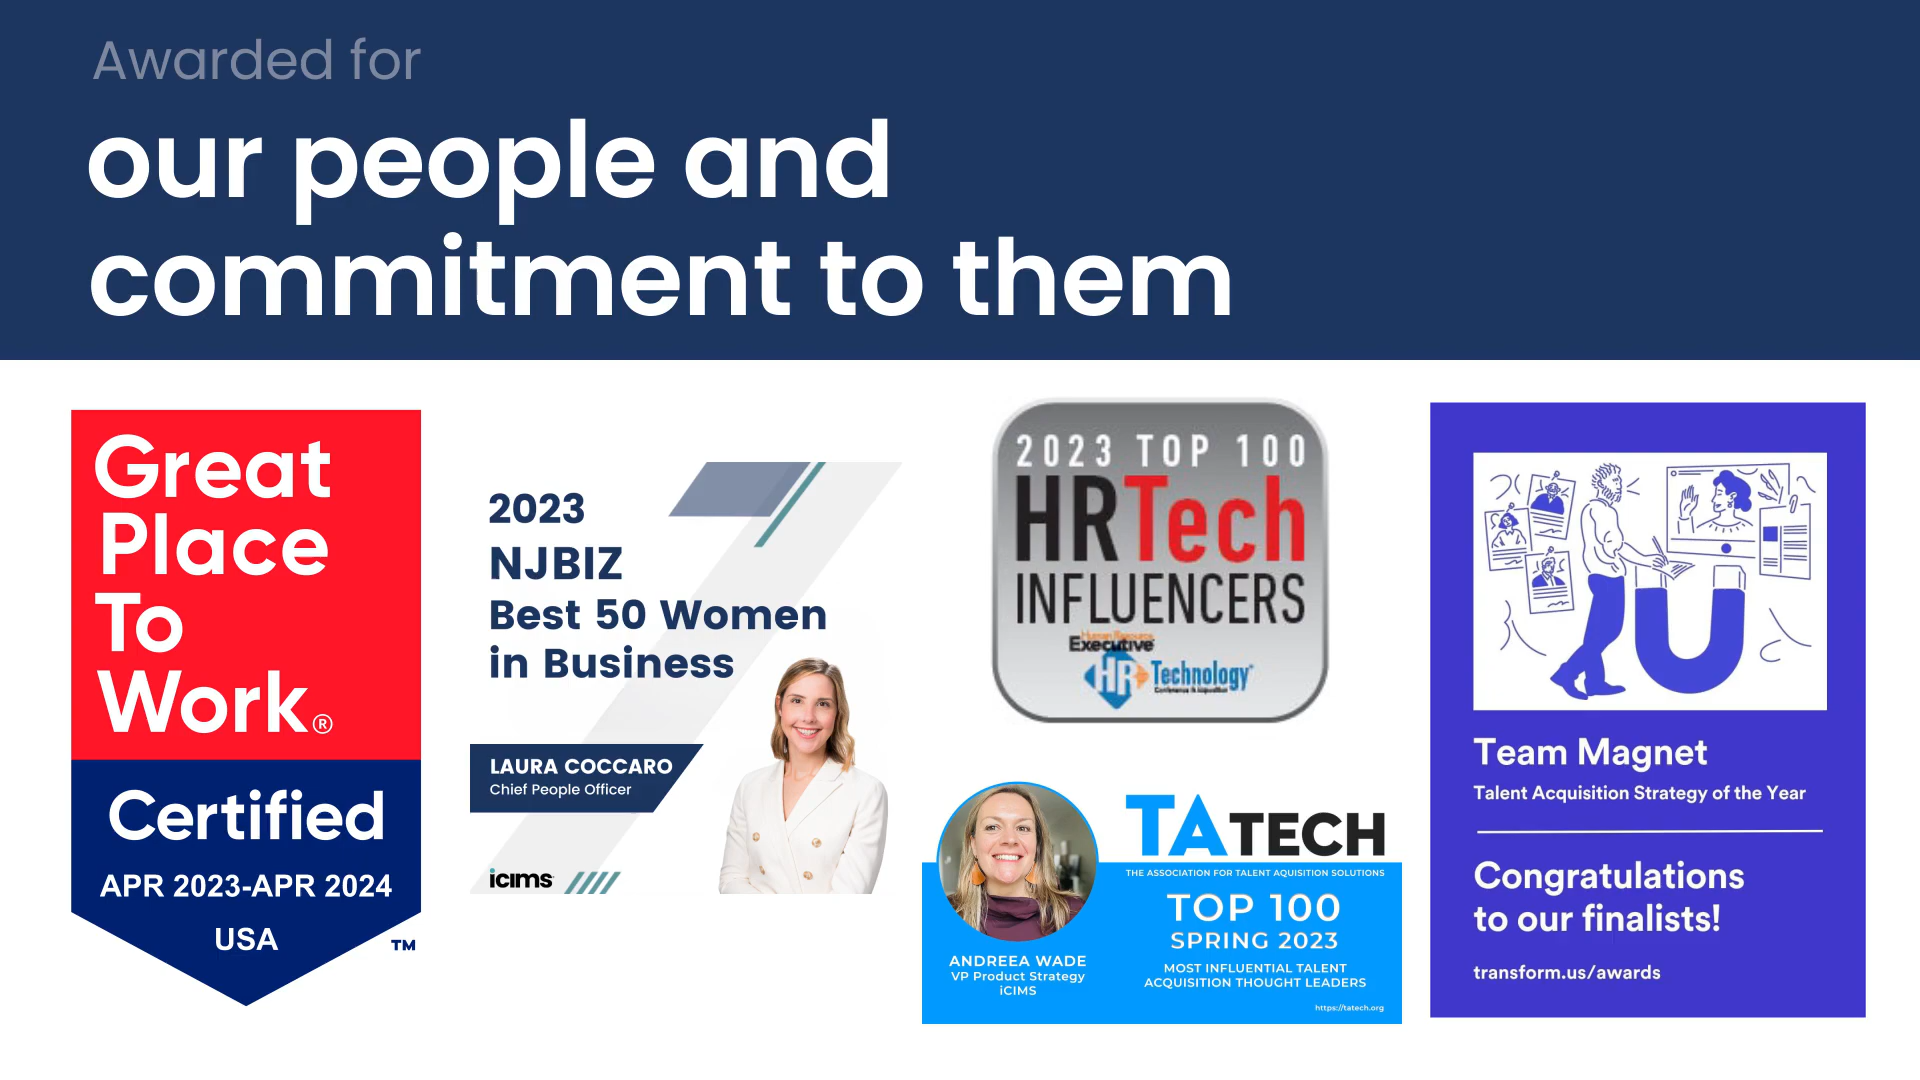 Awarded for
our people and
commitment to them
Great
Place
To
Work®
Certified
APR 2023-APR 2024
USA
™
2023
NJBIZ
Best 50 Women
in Business
LAURA COCCARO
Chief People Officer
icims
2023 TOP 100
HRTech
INFLUENCERS
Human Resource
Executive
HR Technology
TATECH
THE ASSOCIATION FOR TALENT AQUISITION SOLUTIONS
TOP 100
SPRING 2023
MOST INFLUENTIAL TALENT
ACQUISITION THOUGHT LEADERS
https://tatech.org
ANDREEA WADE
VP Product Strategy
iCIMS
Team Magnet
Talent Acquisition Strategy of the Year
Congratulations
to our finalists!
transform.us/awards